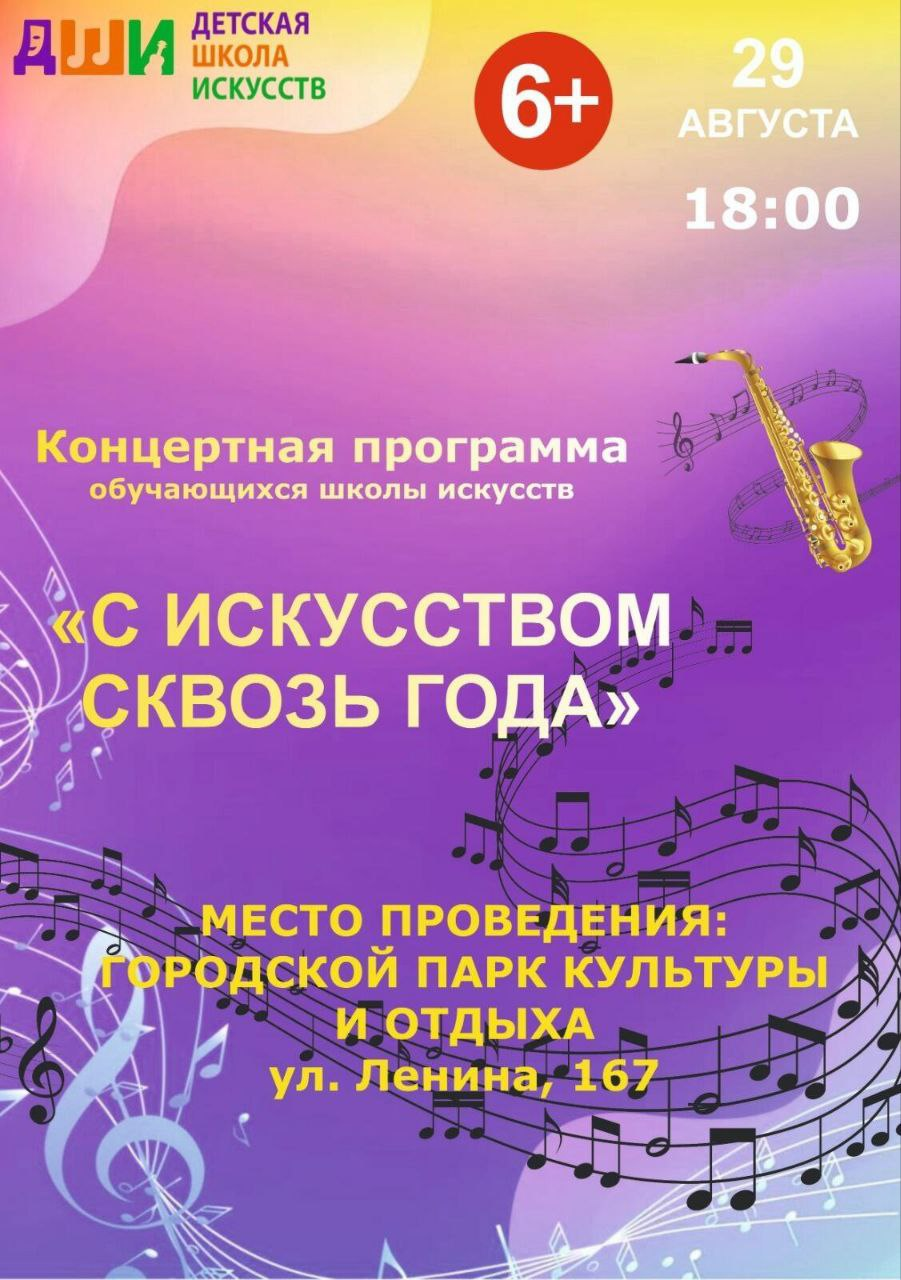 ДШИ
ДЕТСКАЯ
ШКОЛА
ИСКУССТВ
6+
29
АВГУСТА
18:00
Концертная программа
обучающихся школы искусств
«С ИСКУССТВОМ
СКВОЗЬ ГОДА»
МЕСТО ПРОВЕДЕНИЯ:
ГОРОДСКОЙ ПАРК КУЛЬТУРЫ
И ОТДЫХА
ул. Ленина, 167